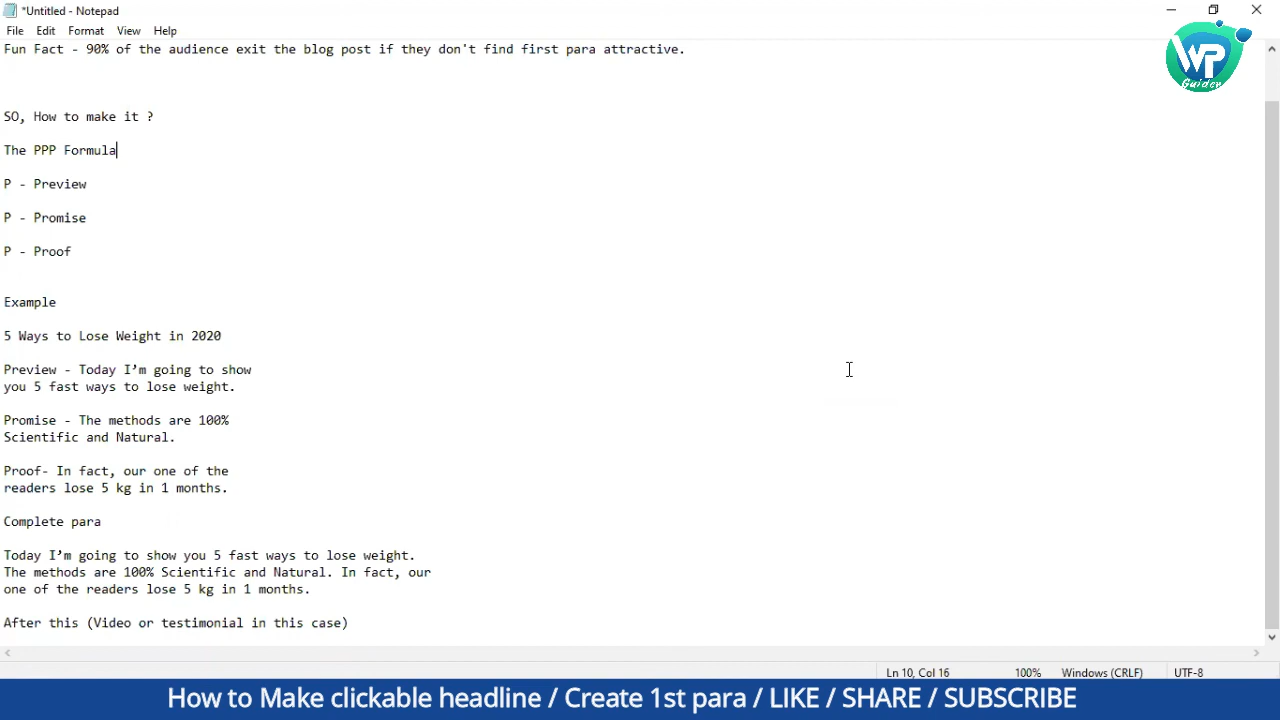 *Untitled - Notepad
File Edit Format View Help
Fun Fact - 90% of the audience exit the blog post if they don't find first para attractive.
SO, How to make it ?
The PPP Formula
P - Preview
P - Promise
P - Proof
Example
5 Ways to Lose Weight in 2020
Preview - Today I’m going to show
you 5 fast ways to lose weight.
Promise - The methods are 100%
Scientific and Natural.
Proof- In fact, our one of the
readers lose 5 kg in 1 months.
Complete para
Today I’m going to show you 5 fast ways to lose weight.
The methods are 100% Scientific and Natural. In fact, our
one of the readers lose 5 kg in 1 months.
After this (Video or testimonial in this case)
Ln 10, Col 16 100% Windows (CRLF) UTF-8
WP
Guider
How to Make clickable headline / Create 1st para / LIKE / SHARE / SUBSCRIBE